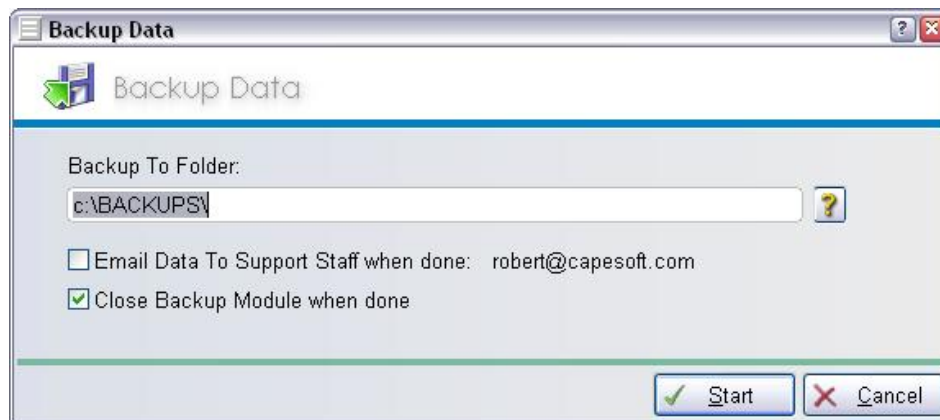 Backup Data
Backup Data
Backup To Folder:
c:\BACKUPS\
Email Data To Support Staff when done: robert@capesoft.com
Close Backup Module when done
Start Cancel